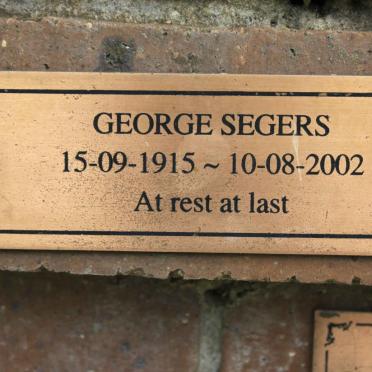 GEORGE SEGERS
15-09-1915 ~ 10-08-2002
At rest at last